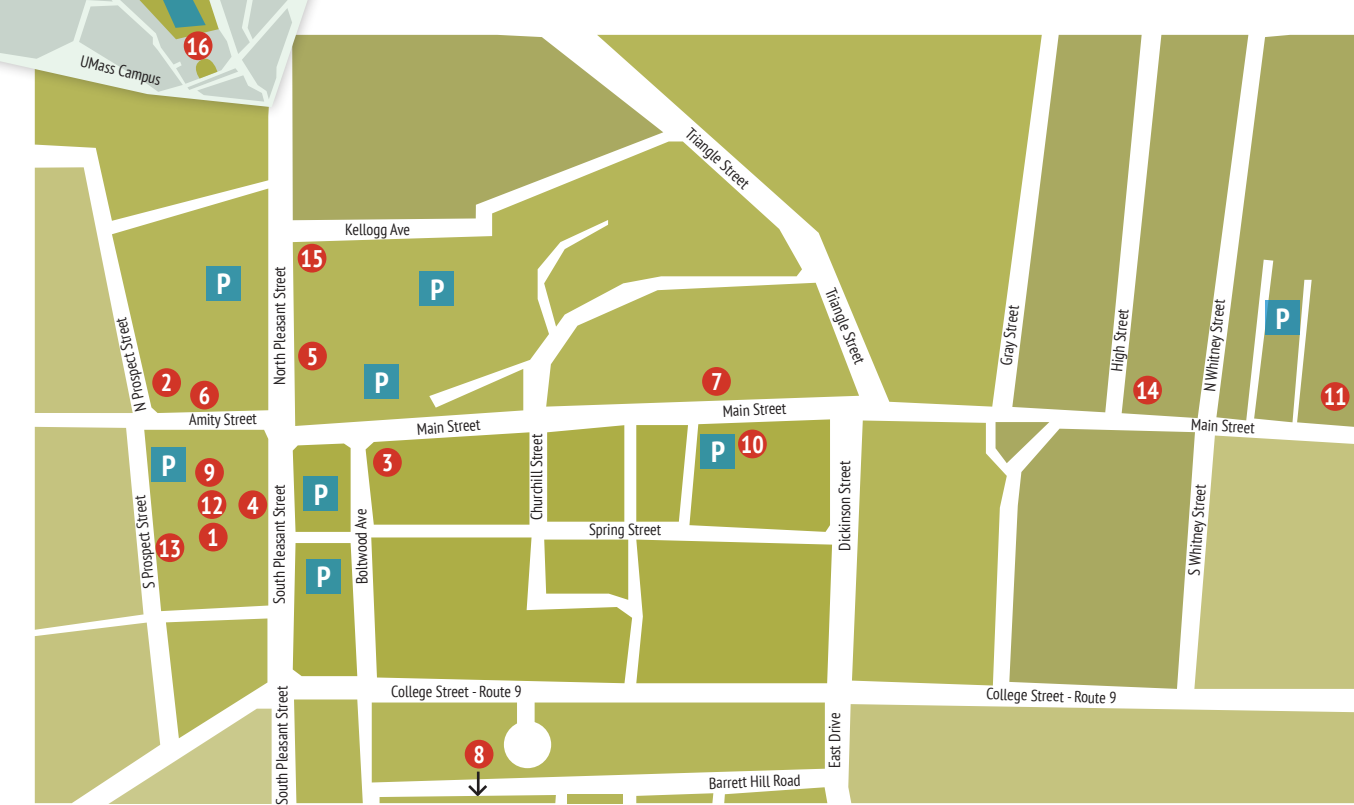 16
UMass Campus
Triangle Street
Kellogg Ave
15
P
P
North Pleasant Street
Triangle Street
Gray Street
High Street
N Whitney Street
P
N Prospect Street
5
2
6
P
7
14
11
Amity Street
Main Street
Main Street
Main Street
3
Churchill Street
P
10
P
9
12
4
P
1
13
S Prospect Street
South Pleasant Street
Boltwood Ave
Spring Street
Dickinson Street
S Whitney Street
P
College Street - Route 9
College Street - Route 9
South Pleasant Street
8
East Drive
Barrett Hill Road